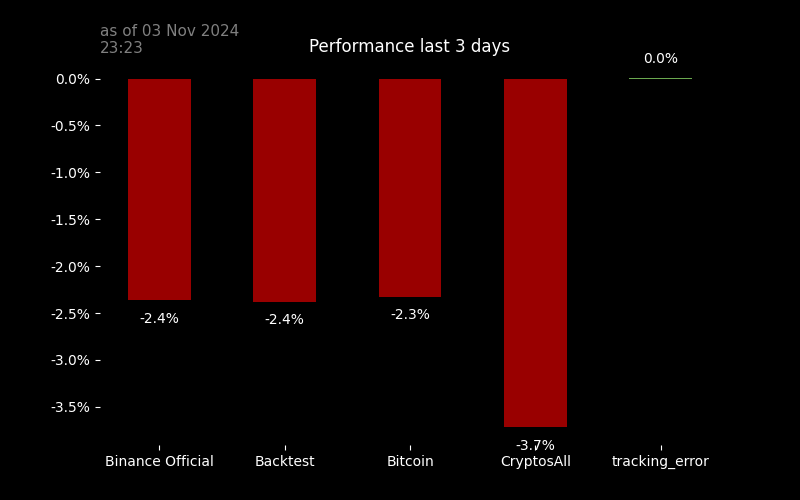 as of 03 Nov 2024
23:23
Performance last 3 days
0.0%
0.0%
-0.5%
-1.0%
-1.5%
-2.0%
-2.5%
-3.0%
-3.5%
-2.4%
-2.4%
-2.3%
-3.7%
Binance Official
Backtest
Bitcoin
CryptosAll
tracking_error